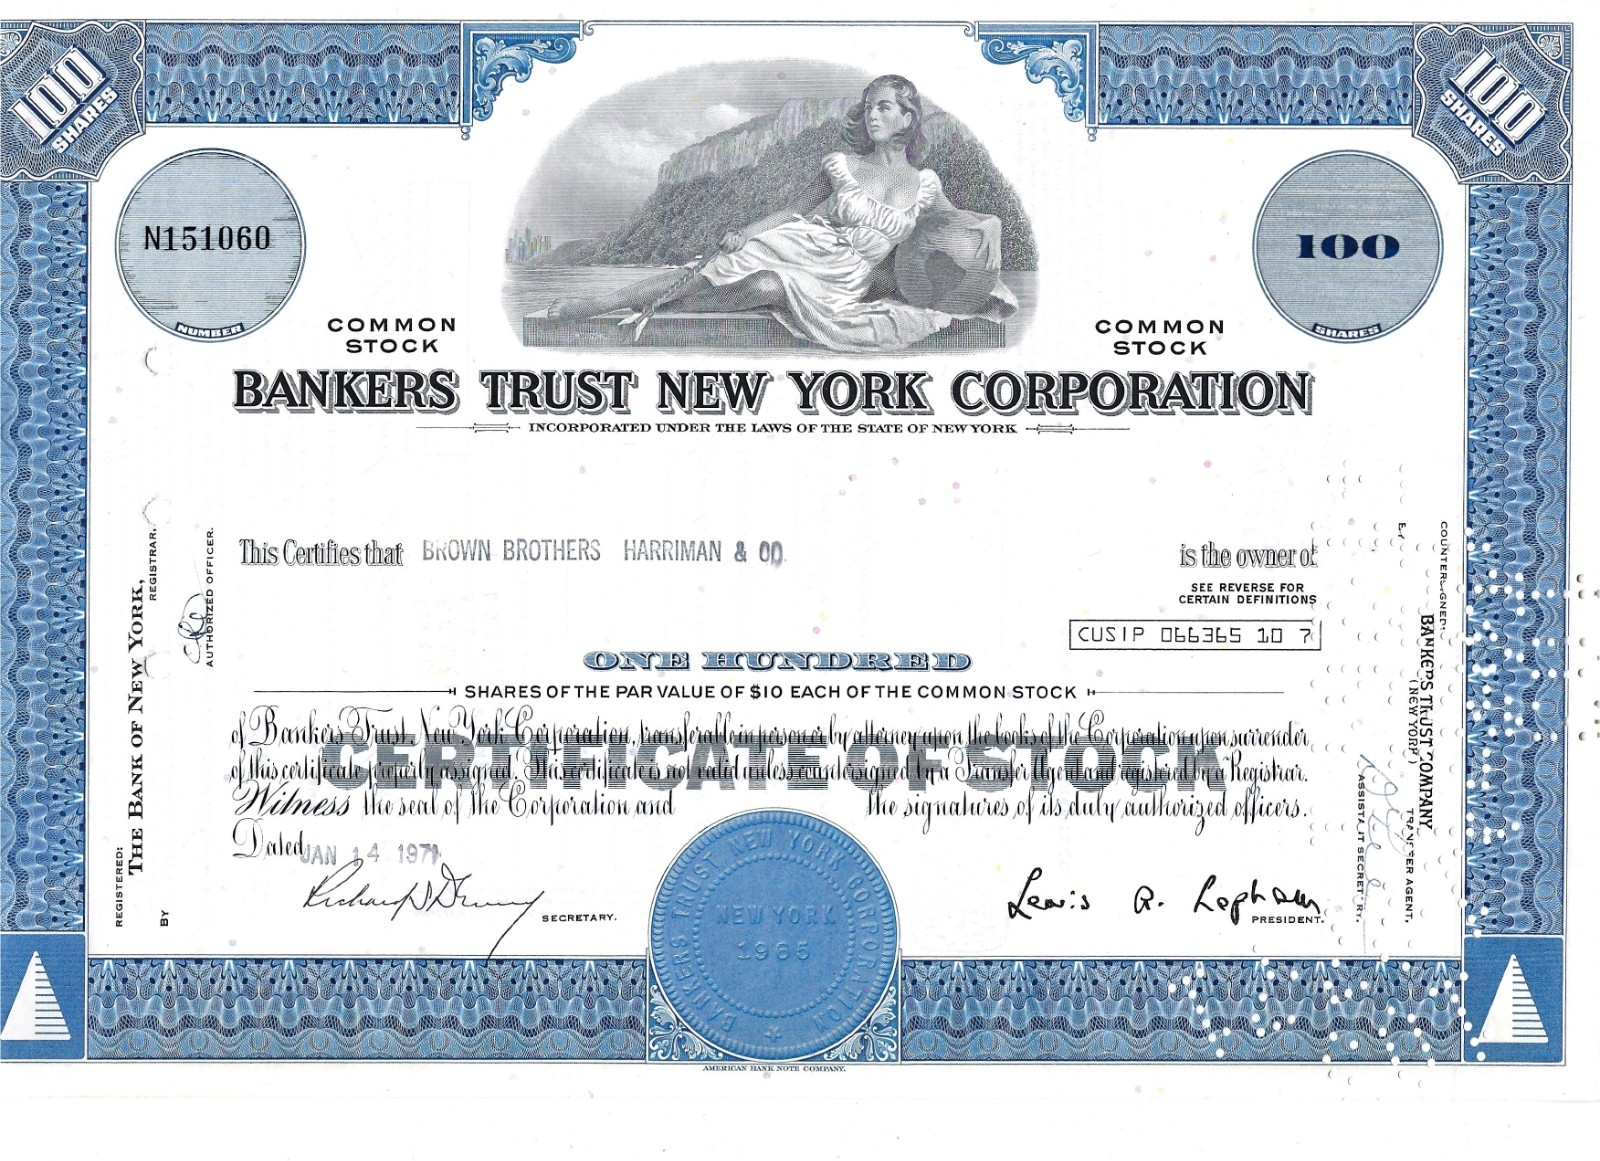 100 SHARES
100 SHARES
N151060
NUMBER
100
SHARES
COMMON STOCK
COMMON STOCK
BANKERS TRUST NEW YORK CORPORATION
INCORPORATED UNDER THE LAWS OF THE STATE OF NEW YORK
This Certifies that BROWN BROTHERS HARRIMAN & CO. is the owner of
SEE REVERSE FOR
CERTAIN DEFINITIONS
CUSIP 066365 10 7
ONE HUNDRED
SHARES OF THE PAR VALUE OF $10 EACH OF THE COMMON STOCK
CERTIFICATE OF STOCK
of Bankers Trust New York Corporation, transferable in person or by attorney upon the books of the Corporation upon surrender
of this certificate properly assigned. This certificate is not valid unless countersigned by a Transfer Agent and registered by a Registrar.
Witness the seal of the Corporation and the signatures of its duly authorized officers.
Dated JAN 14 1971
SECRETARY.
Lewis A. Lapham
PRESIDENT.
BANKERS TRUST NEW YORK CORPORATION
NEW YORK
1965
AMERICAN BANK NOTE COMPANY.
REGISTERED:
THE BANK OF NEW YORK,
REGISTRAR.
BY
AUTHORIZED OFFICER.
COUNTERSIGNED:
BANKERS TRUST COMPANY
(NEW YORK)
TRANSFER AGENT,
ASSISTANT SECRETARY.